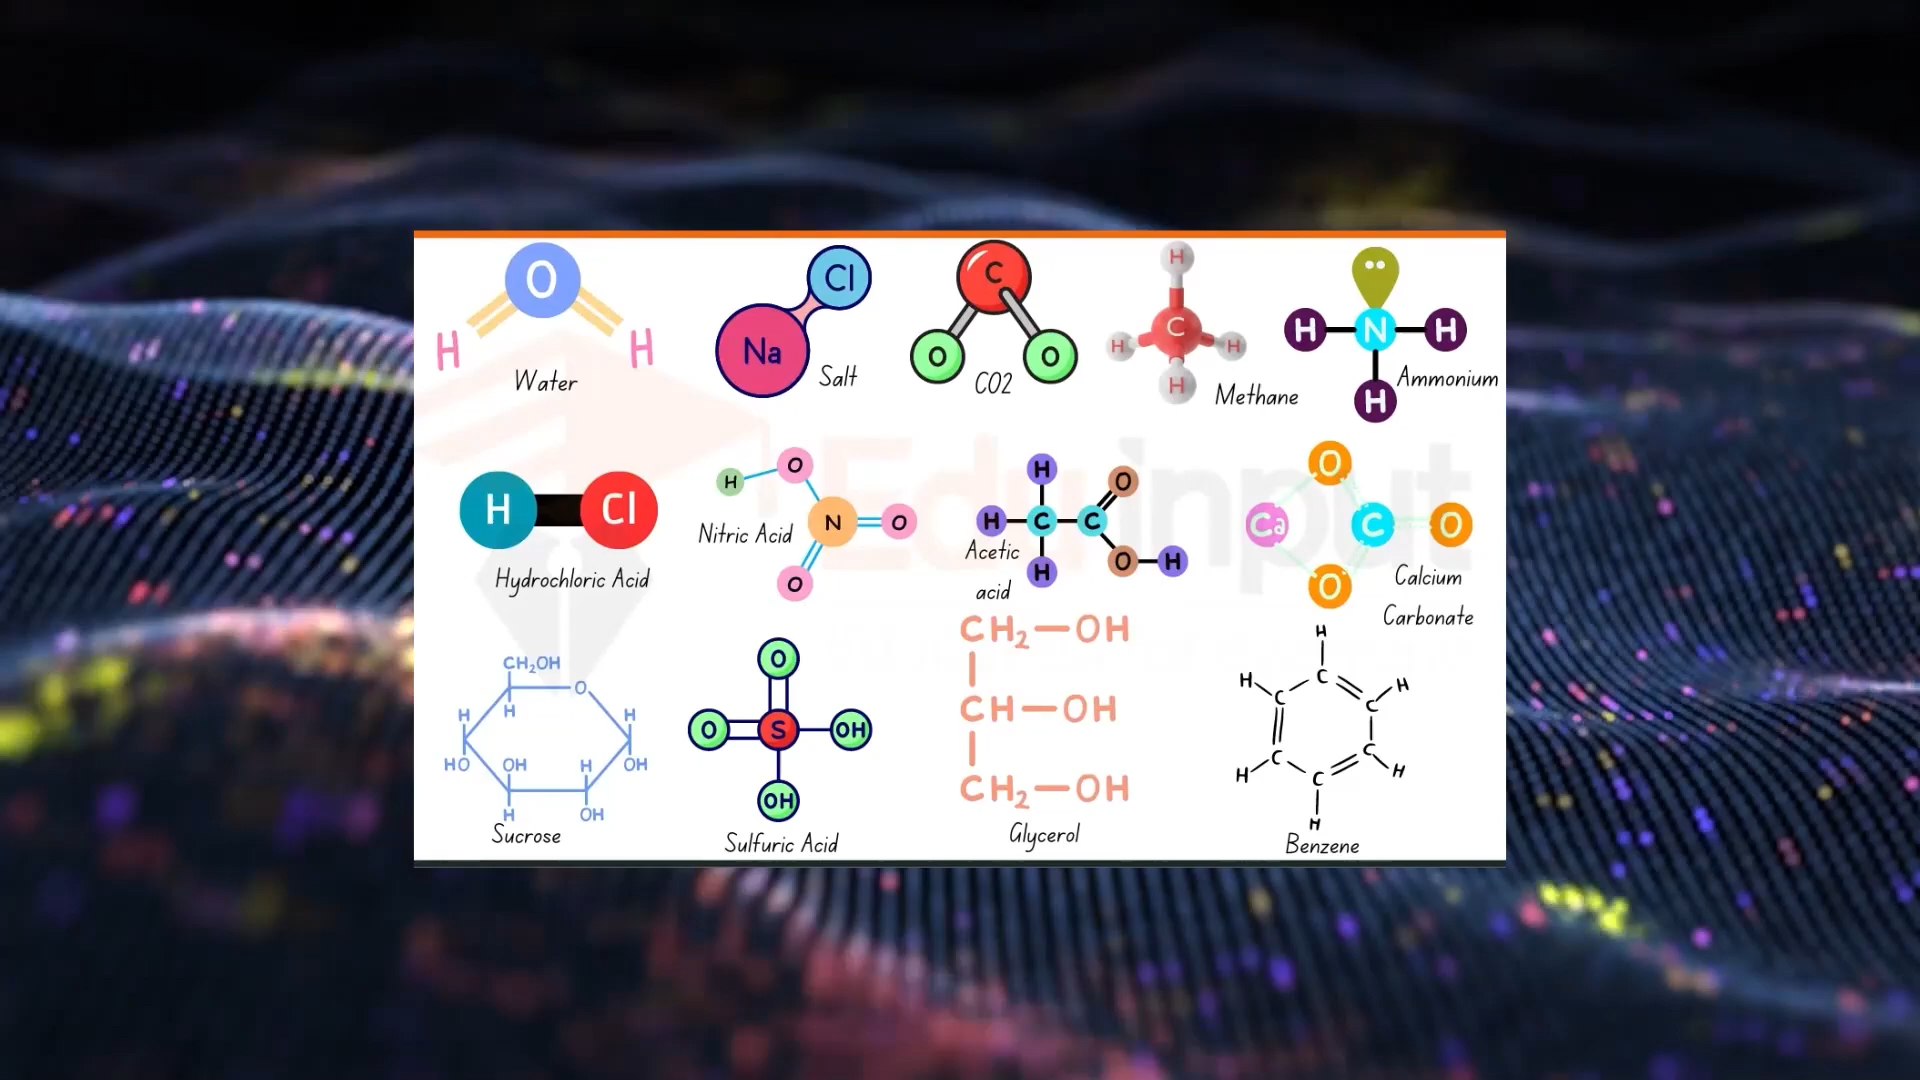 O
H H
Water
Cl
Na
Salt
C
O O
CO2
H
C
H H
H
Methane
H N H
H
Ammonium
H Cl
Hydrochloric Acid
H O
N O
O
Nitric Acid
H O
H C C
H O H
Acetic
acid
O
Ca C O
O
Calcium
Carbonate
Eduinput
CH₂OH
O
H
H H
HO OH H OH
H OH
Sucrose
O
O S OH
OH
Sulfuric Acid
CH₂—OH
CH—OH
CH₂—OH
Glycerol
H
H C H
C C
C C
H C H
H
Benzene